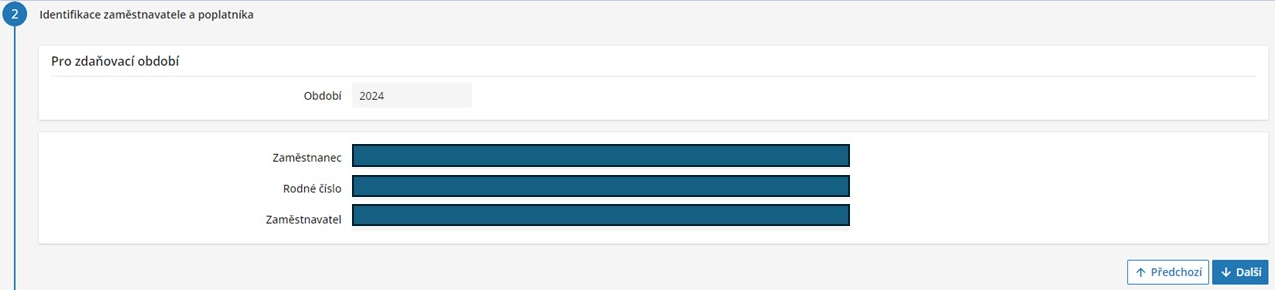 2
Identifikace zaměstnavatele a poplatníka
Pro zdaňovací období
Období 2024
Zaměstnanec
Rodné číslo
Zaměstnavatel
Předchozí Další